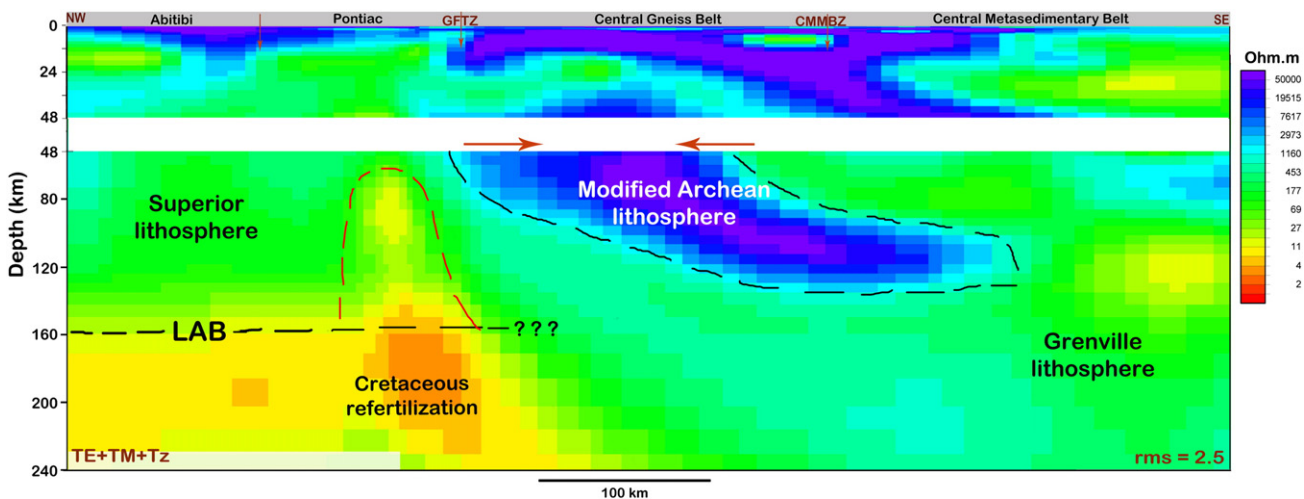 NW Abitibi Pontiac GFTZ Central Gneiss Belt CMMBZ Central Metasedimentary Belt SE
0
24
48
48
80
120
160
200
240
Depth (km)
Modified Archean
lithosphere
Superior
lithosphere
LAB
???
Cretaceous
refertilization
Grenville
lithosphere
TE+TM+Tz
rms = 2.5
100 km
Ohm.m
50000
19515
7617
2973
1160
453
177
69
27
11
4
2